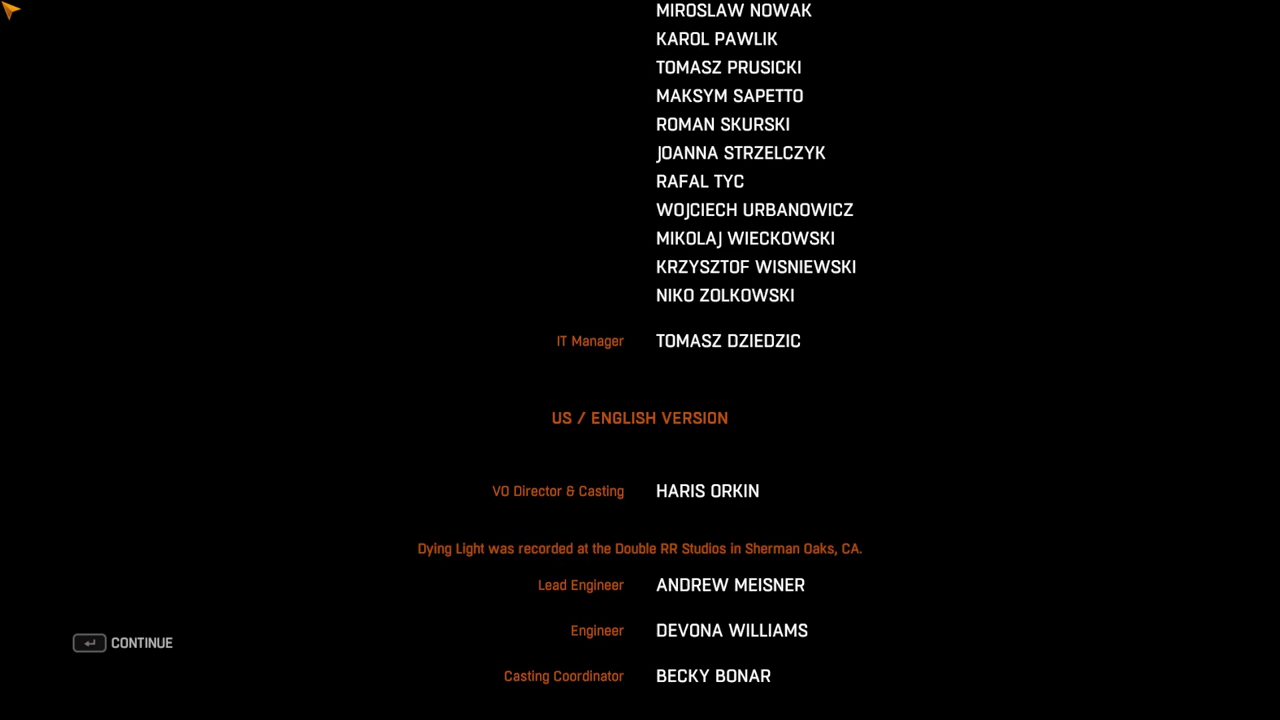 MIROSLAW NOWAK
KAROL PAWLIK
TOMASZ PRUSICKI
MAKSYM SAPETTO
ROMAN SKURSKI
JOANNA STRZELCZYK
RAFAL TYC
WOJCIECH URBANOWICZ
MIKOLAJ WIECKOWSKI
KRZYSZTOF WISNIEWSKI
NIKO ZOLKOWSKI
IT Manager TOMASZ DZIEDZIC
US / ENGLISH VERSION
VO Director & Casting HARIS ORKIN
Dying Light was recorded at the Double RR Studios in Sherman Oaks, CA.
Lead Engineer ANDREW MEISNER
Engineer DEVONA WILLIAMS
CONTINUE
Casting Coordinator BECKY BONAR